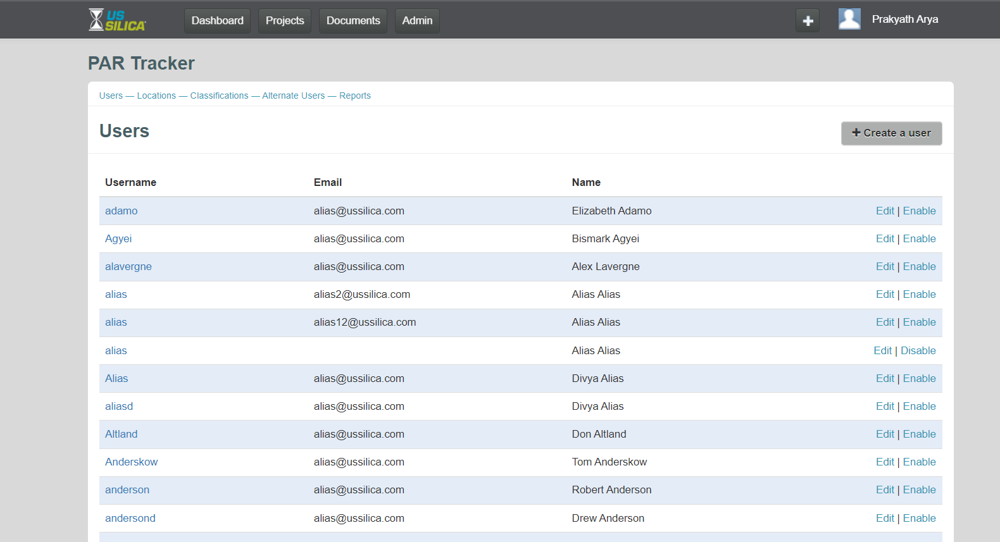 US
SILICA
Dashboard
Projects
Documents
Admin
Prakyath Arya
PAR Tracker
Users — Locations — Classifications — Alternate Users — Reports
Users
Create a user
Username Email Name
adamo alias@ussilica.com Elizabeth Adamo Edit | Enable
Agyei alias@ussilica.com Bismark Agyei Edit | Enable
alavergne alias@ussilica.com Alex Lavergne Edit | Enable
alias alias2@ussilica.com Alias Alias Edit | Enable
alias alias12@ussilica.com Alias Alias Edit | Enable
alias Alias Alias Edit | Disable
Alias alias@ussilica.com Divya Alias Edit | Enable
aliasd alias@ussilica.com Divya Alias Edit | Enable
Altland alias@ussilica.com Don Altland Edit | Enable
Anderskow alias@ussilica.com Tom Anderskow Edit | Enable
anderson alias@ussilica.com Robert Anderson Edit | Enable
andersond alias@ussilica.com Drew Anderson Edit | Enable